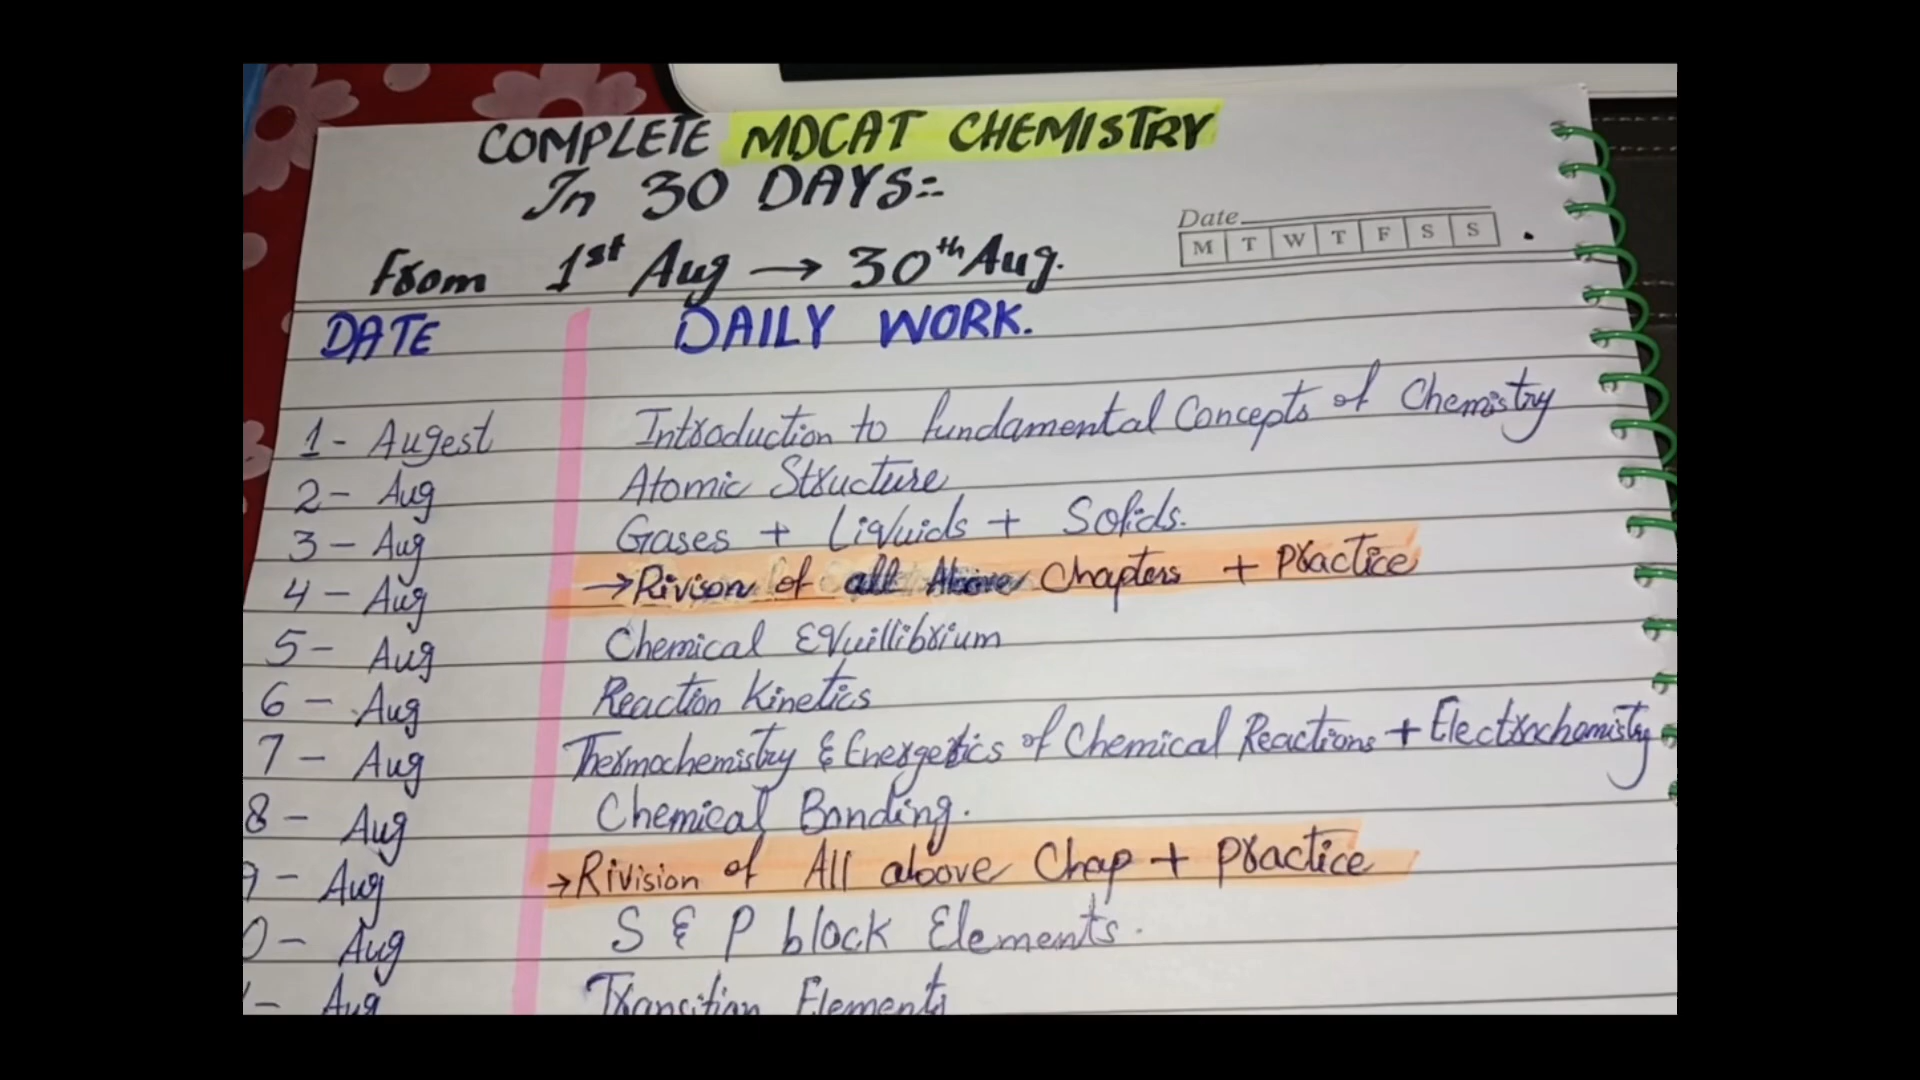 COMPLETE MDCAT CHEMISTRY
In 30 DAYS:-
Date
M T W T F S S
From 1st Aug → 30th Aug.
DATE DAILY WORK.
1- Augest Introduction to fundamental Concepts of Chemistry
2- Aug Atomic Structure
3- Aug Gases + Liquids + Solids.
4- Aug →Rivison of all Above Chapters + Practice
5- Aug Chemical EQuillibrium
6- Aug Reaction Kinetics
7- Aug Thermochemistry & Energetics of Chemical Reactions + Electrochemistry
8- Aug Chemical Bonding.
9- Aug →Rivision of All above Chap + Practice
0- Aug S & P block Elements.
- Aug Transition Elements